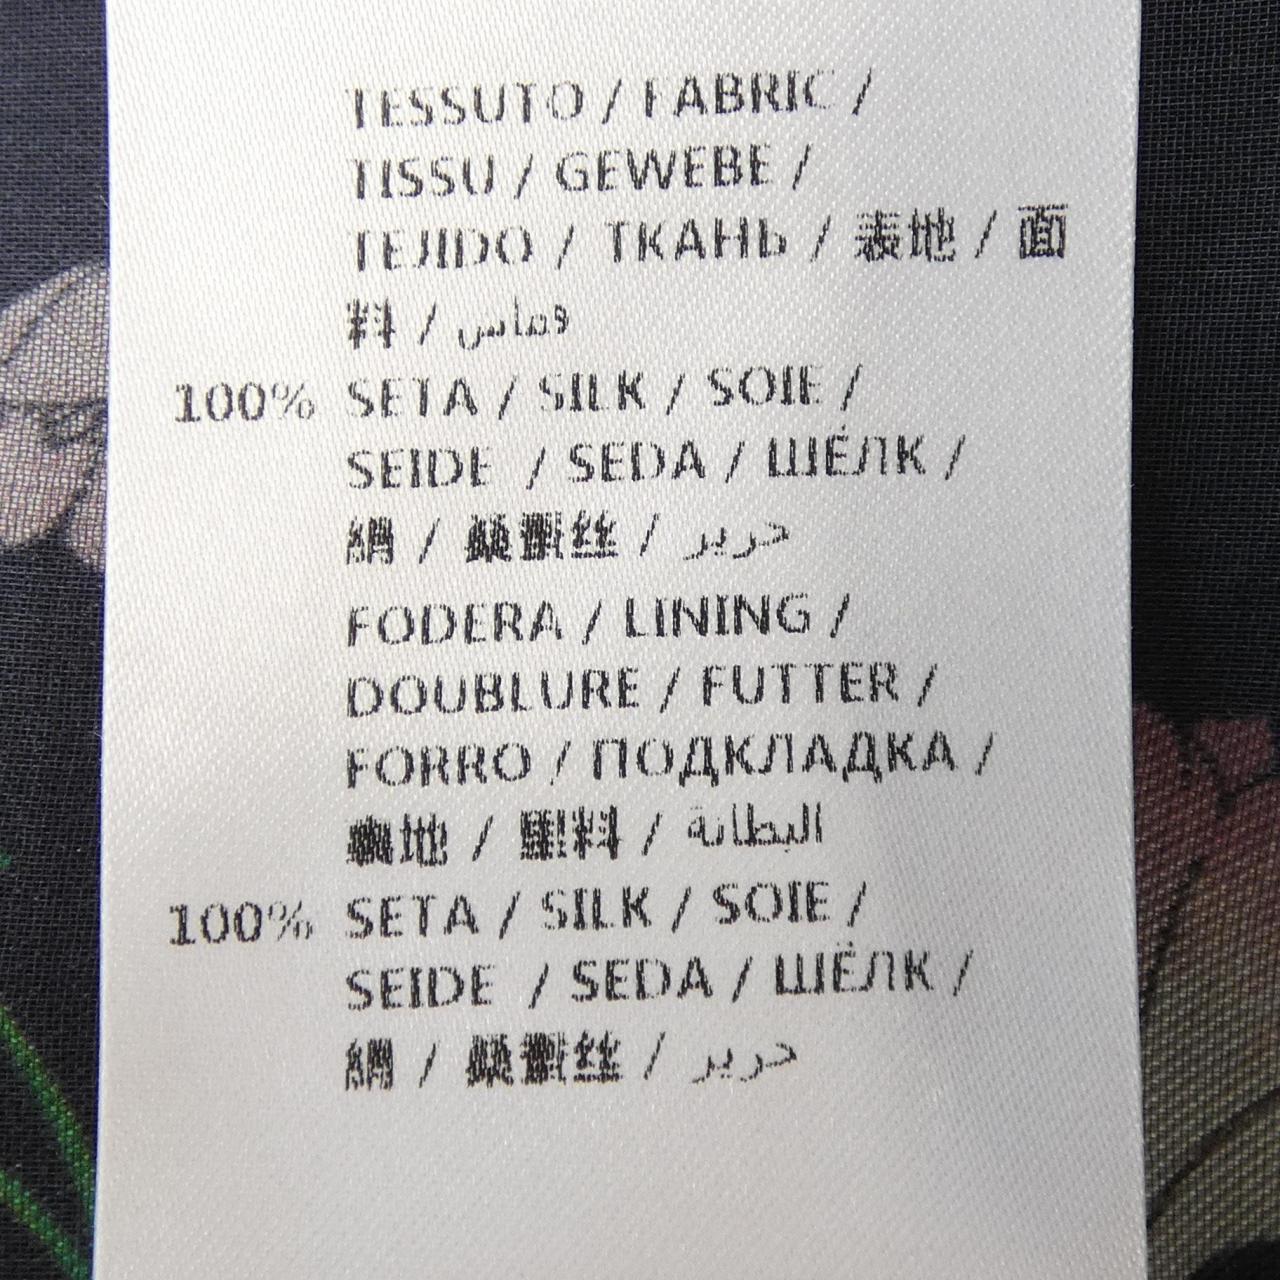 TESSUTO / FABRIC /
TISSU / GEWEBE /
TEJIDO / ТКАНЬ / 表地 / 面
料 / قماش
100% SETA / SILK / SOIE /
SEIDE / SEDA / ШЁЛК /
絹 / 桑蚕丝 / حرير
FODERA / LINING /
DOUBLURE / FUTTER /
FORRO / ПОДКЛАДКА /
裏地 / 里料 / البطانة
100% SETA / SILK / SOIE /
SEIDE / SEDA / ШЁЛК /
絹 / 桑蚕丝 / حرير